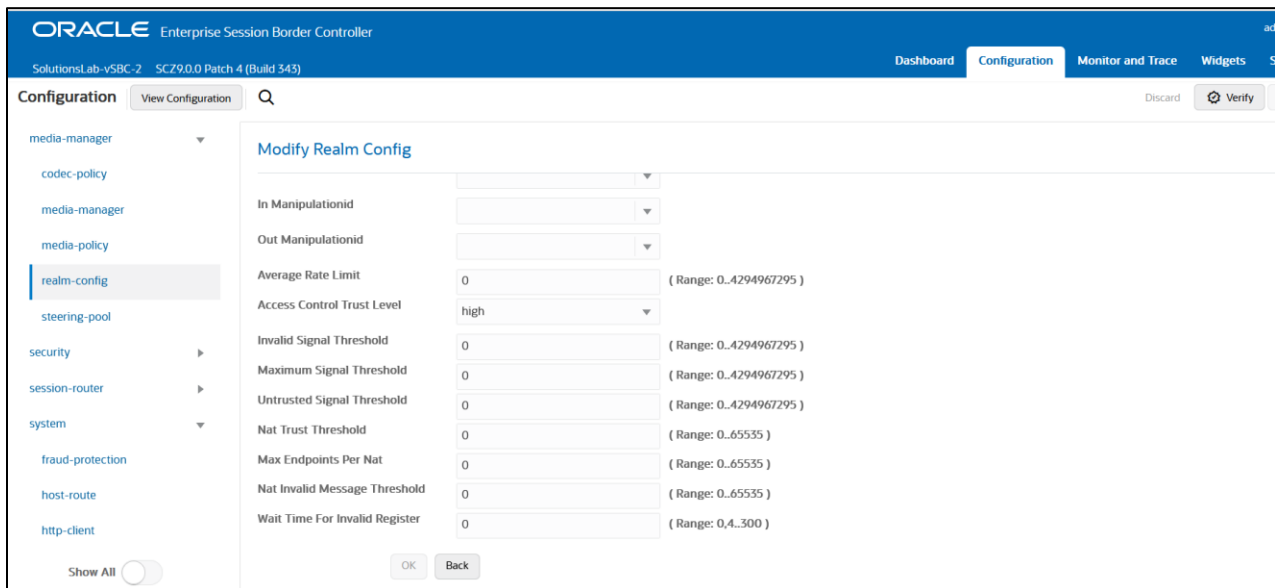 ORACLE Enterprise Session Border Controller
ad
SolutionsLab-vSBC-2 SCZ9.0.0 Patch 4 (Build 343)
Dashboard Configuration Monitor and Trace Widgets S
Configuration View Configuration
Discard Verify
media-manager
codec-policy
media-manager
media-policy
realm-config
steering-pool
security
session-router
system
fraud-protection
host-route
http-client
Show All
Modify Realm Config
In Manipulationid
Out Manipulationid
Average Rate Limit 0 ( Range: 0..4294967295 )
Access Control Trust Level high
Invalid Signal Threshold 0 ( Range: 0..4294967295 )
Maximum Signal Threshold 0 ( Range: 0..4294967295 )
Untrusted Signal Threshold 0 ( Range: 0..4294967295 )
Nat Trust Threshold 0 ( Range: 0..65535 )
Max Endpoints Per Nat 0 ( Range: 0..65535 )
Nat Invalid Message Threshold 0 ( Range: 0..65535 )
Wait Time For Invalid Register 0 ( Range: 0,4..300 )
OK Back